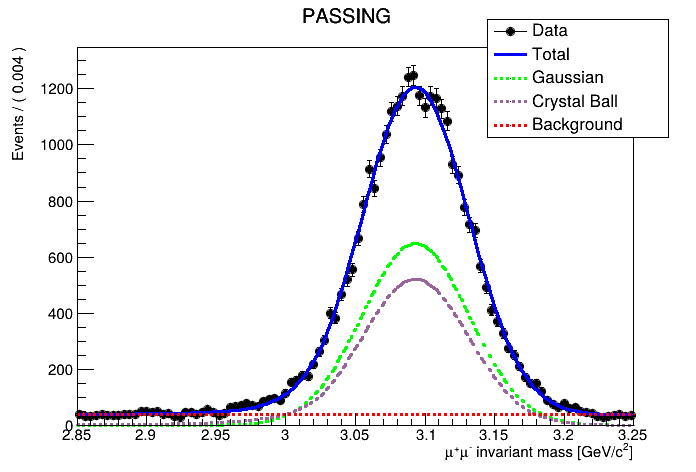 PASSING
Data
Total
Gaussian
Crystal Ball
Background
Events / ( 0.004 )
1200
1000
800
600
400
200
0
2.85 2.9 2.95 3 3.05 3.1 3.15 3.2 3.25
μ⁺μ⁻ invariant mass [GeV/c²]